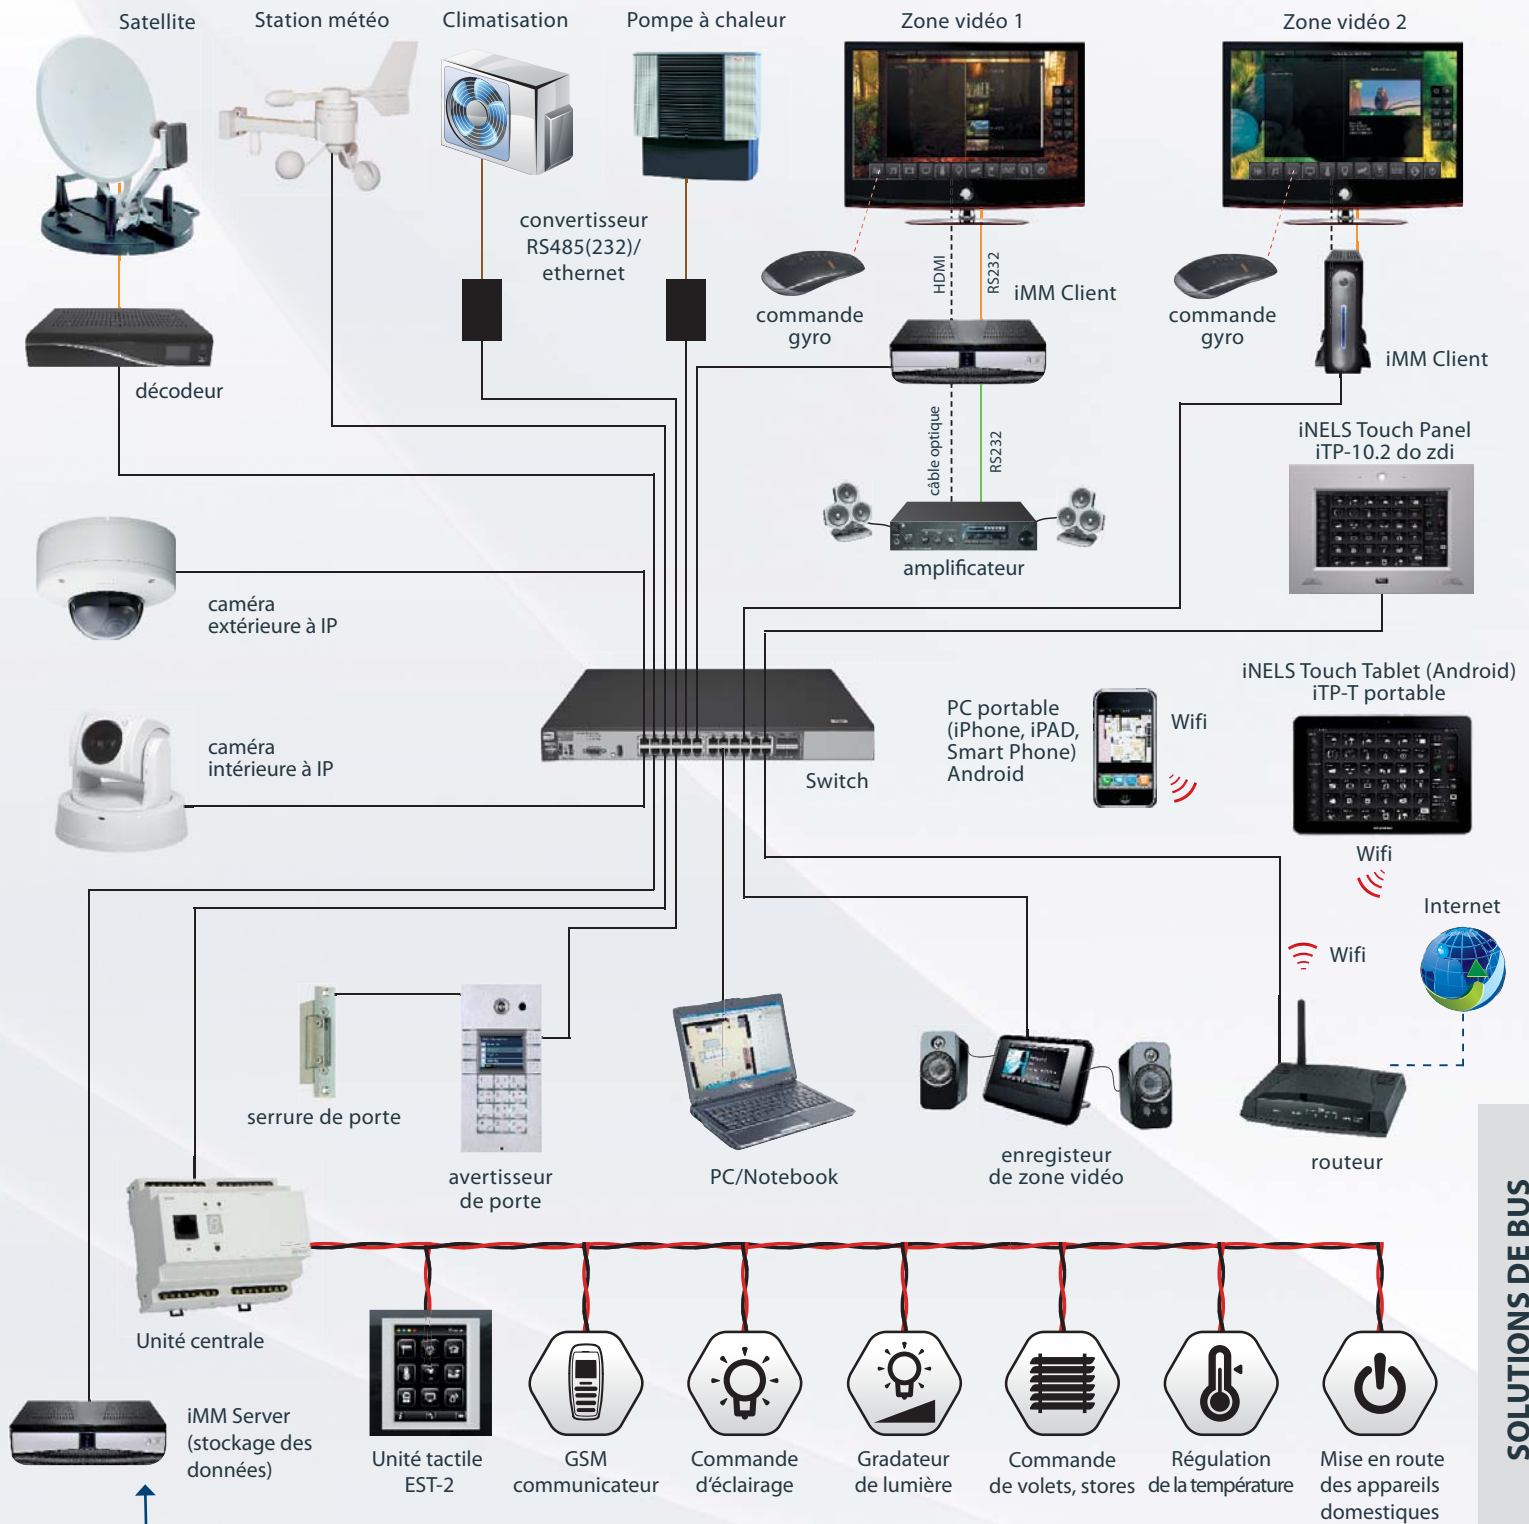 Satellite
Station météo
Climatisation
Pompe à chaleur
Zone vidéo 1
Zone vidéo 2
convertisseur
RS485(232)/
ethernet
HDMI
RS232
iMM Client
commande
gyro
commande
gyro
iMM Client
décodeur
câble optique
RS232
iNELS Touch Panel
iTP-10.2 do zdi
amplificateur
caméra
extérieure à IP
iNELS Touch Tablet (Android)
iTP-T portable
PC portable
(iPhone, iPAD,
Smart Phone)
Android
Wifi
caméra
intérieure à IP
Switch
Wifi
Internet
Wifi
serrure de porte
avertisseur
de porte
PC/Notebook
enregisteur
de zone vidéo
routeur
SOLUTIONS DE BUS
Unité centrale
iMM Server
(stockage des
données)
Unité tactile
EST-2
GSM
communicateur
Commande
d‘éclairage
Gradateur
de lumière
Commande
de volets, stores
Régulation
de la température
Mise en route
des appareils
domestiques